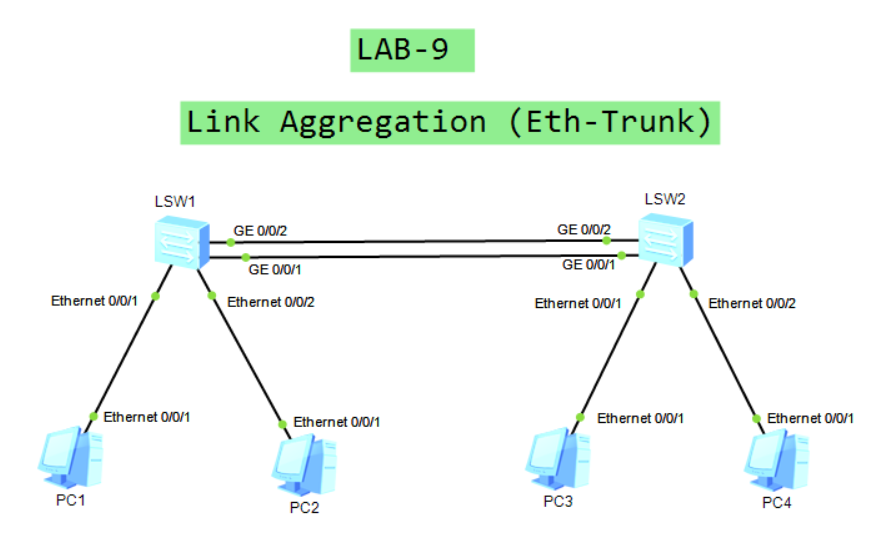 LAB-9
Link Aggregation (Eth-Trunk)
LSW1
LSW2
GE 0/0/2
GE 0/0/2
GE 0/0/1
GE 0/0/1
Ethernet 0/0/1
Ethernet 0/0/2
Ethernet 0/0/1
Ethernet 0/0/2
Ethernet 0/0/1
Ethernet 0/0/1
Ethernet 0/0/1
Ethernet 0/0/1
PC1
PC2
PC3
PC4